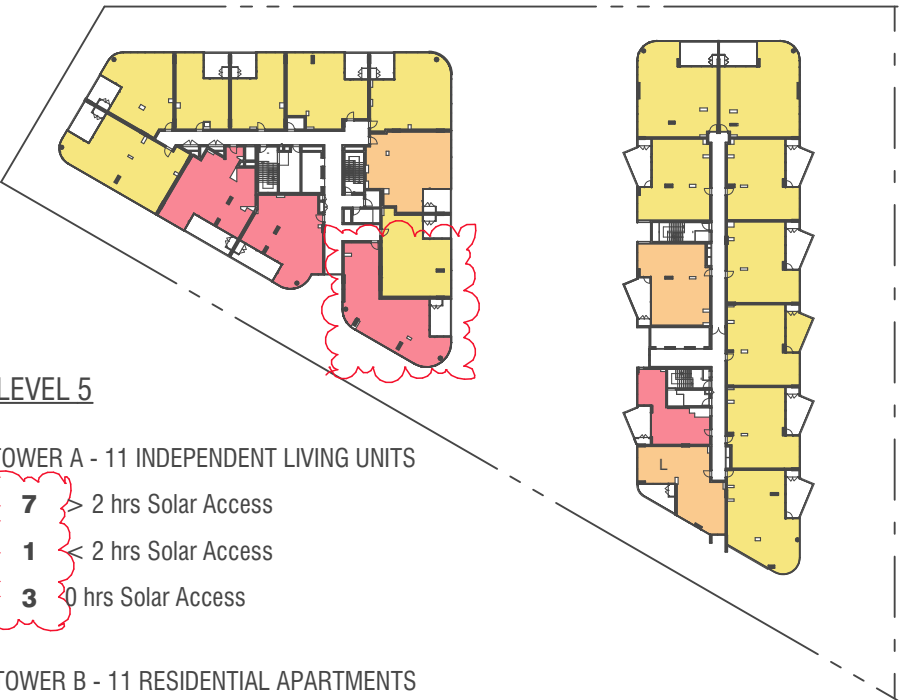 L
LEVEL 5
TOWER A - 11 INDEPENDENT LIVING UNITS
7 > 2 hrs Solar Access
1 < 2 hrs Solar Access
3 0 hrs Solar Access
TOWER B - 11 RESIDENTIAL APARTMENTS